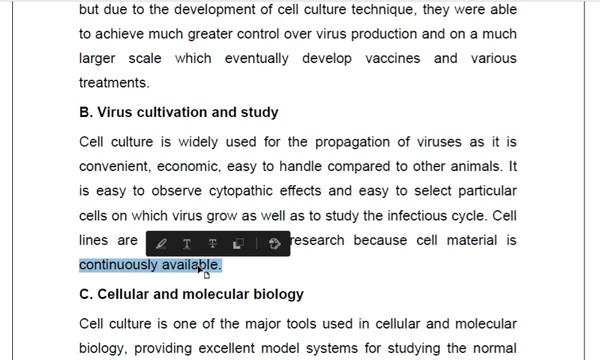 but due to the development of cell culture technique, they were able
to achieve much greater control over virus production and on a much
larger scale which eventually develop vaccines and various
treatments.
B. Virus cultivation and study
Cell culture is widely used for the propagation of viruses as it is
convenient, economic, easy to handle compared to other animals. It
is easy to observe cytopathic effects and easy to select particular
cells on which virus grow as well as to study the infectious cycle. Cell
lines are research because cell material is
continuously available.
C. Cellular and molecular biology
Cell culture is one of the major tools used in cellular and molecular
biology, providing excellent model systems for studying the normal